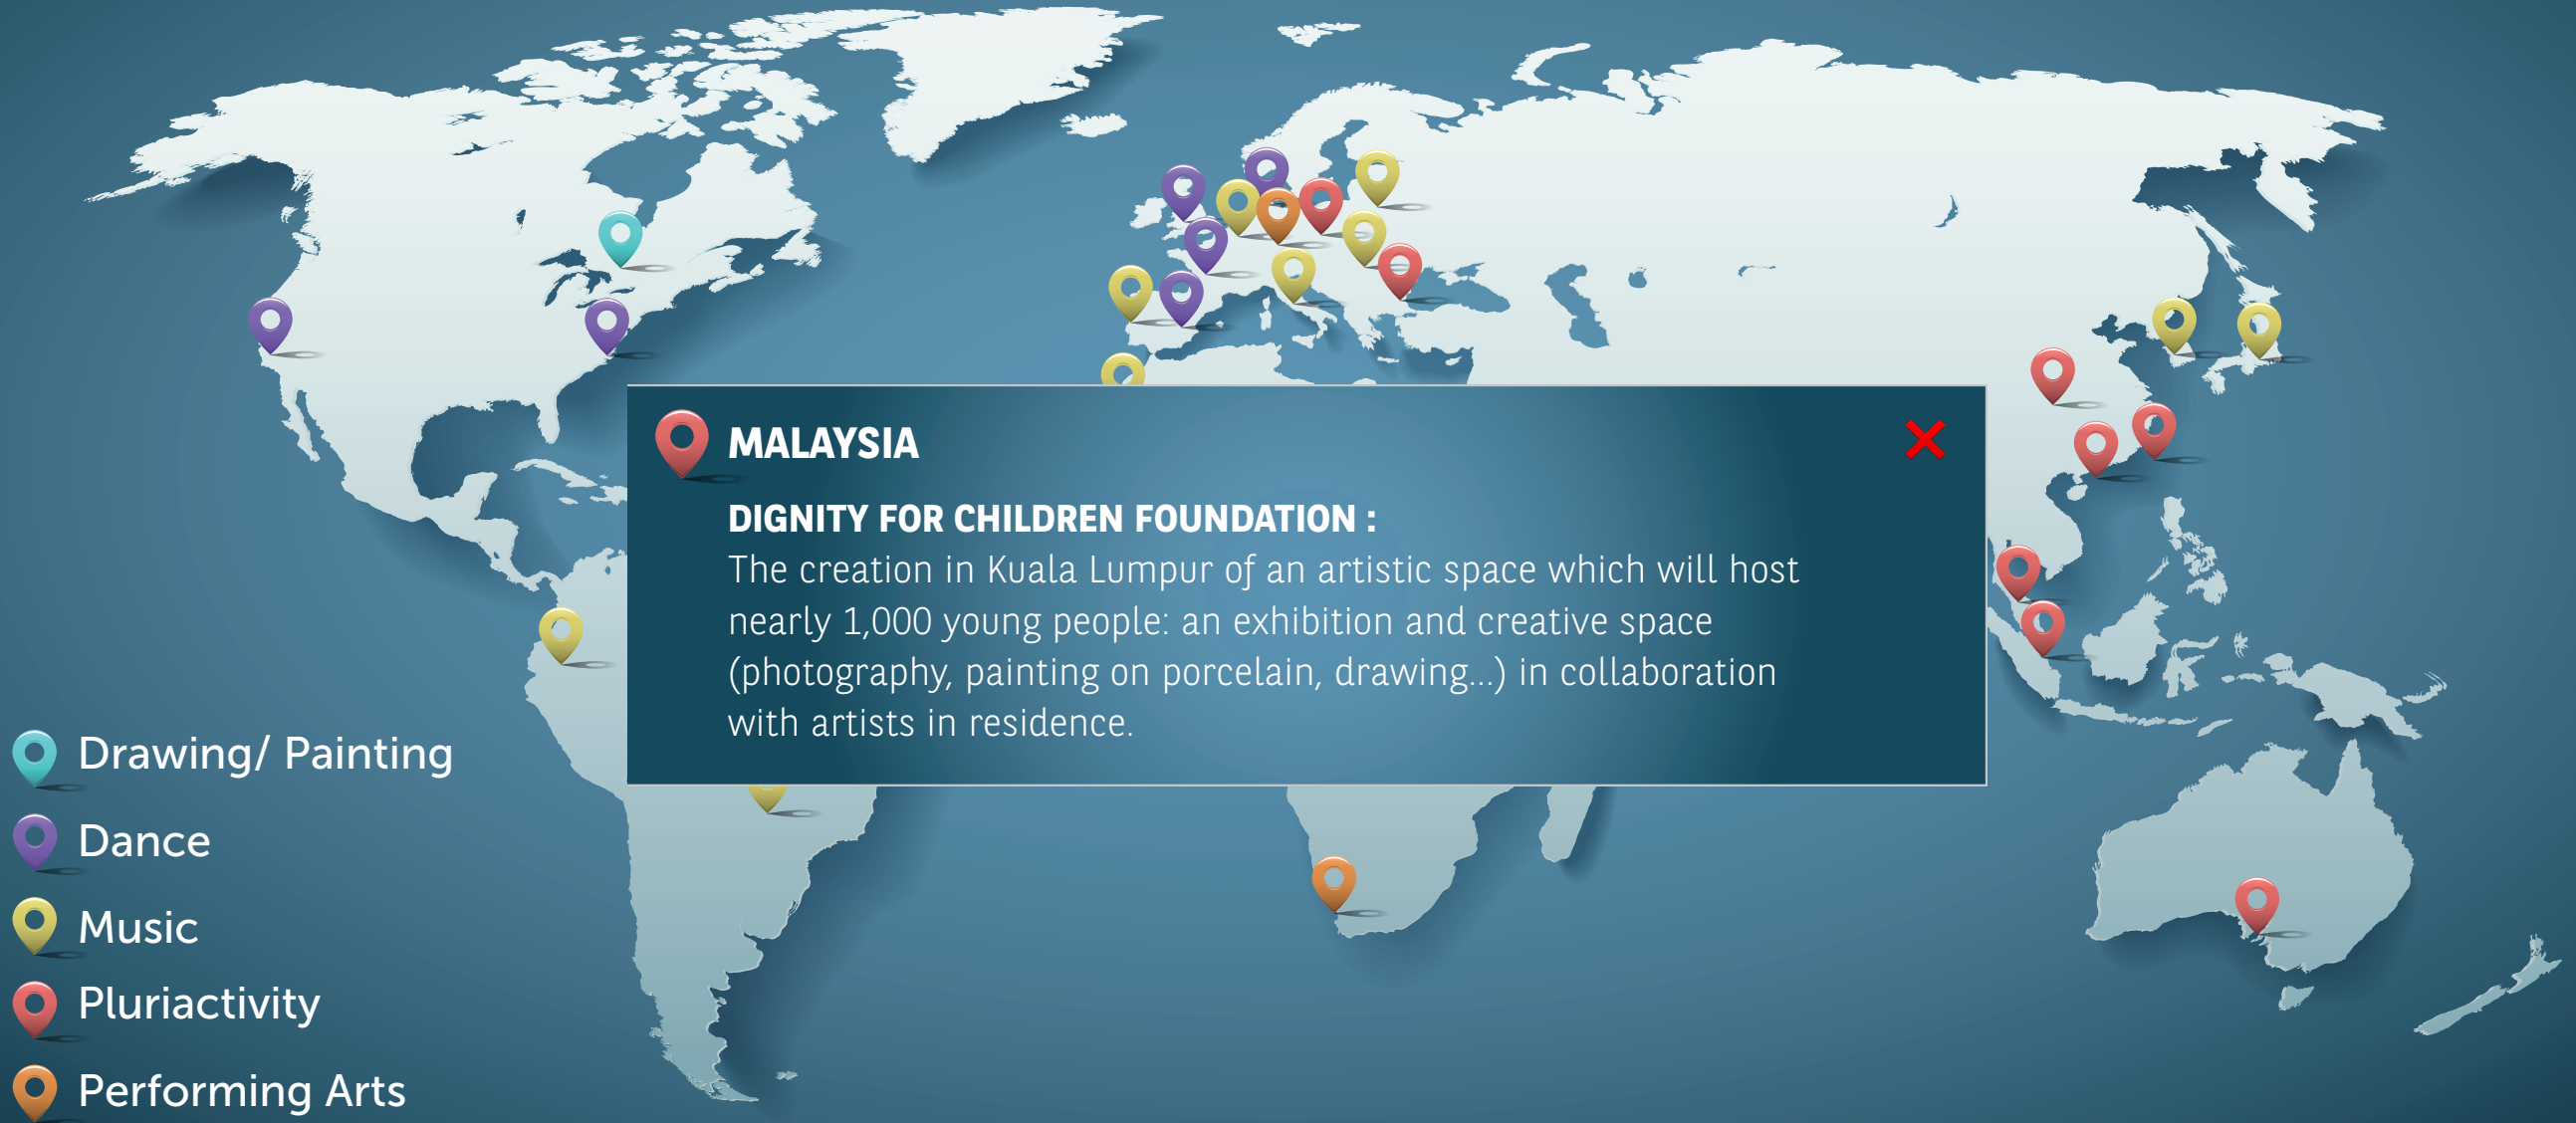 MALAYSIA
DIGNITY FOR CHILDREN FOUNDATION :
The creation in Kuala Lumpur of an artistic space which will host
nearly 1,000 young people: an exhibition and creative space
(photography, painting on porcelain, drawing...) in collaboration
with artists in residence.
Drawing/ Painting
Dance
Music
Pluriactivity
Performing Arts